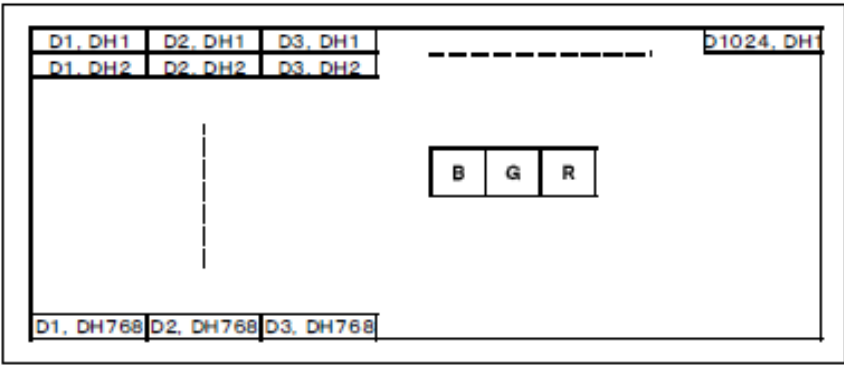 D1, DH1 D2, DH1 D3, DH1 D1024, DH1
D1, DH2 D2, DH2 D3, DH2
B G R
D1, DH768 D2, DH768 D3, DH768